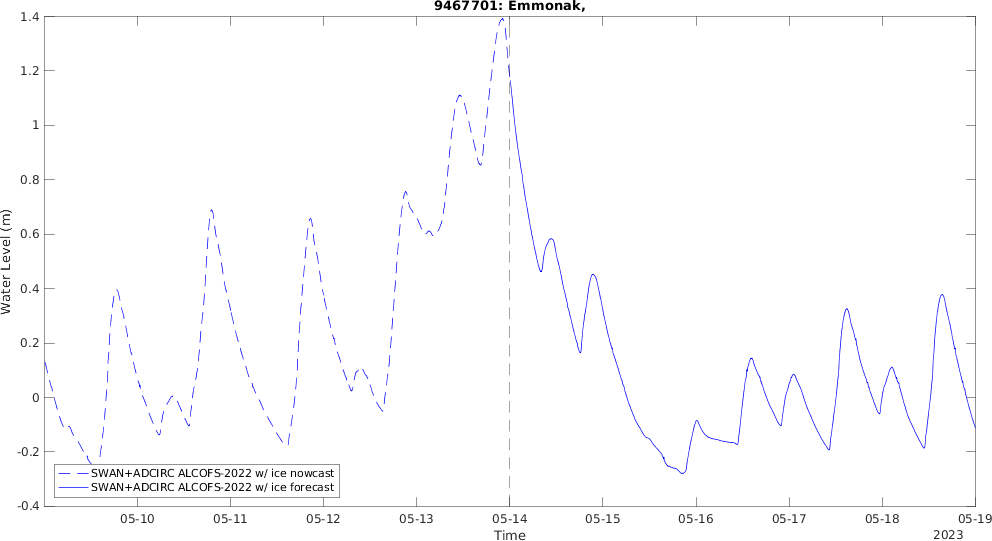 9467701: Emmonak,
1.4
1.2
1
0.8
0.6
0.4
0.2
0
-0.2
-0.4
Water Level (m)
SWAN+ADCIRC ALCOFS-2022 w/ ice nowcast
SWAN+ADCIRC ALCOFS-2022 w/ ice forecast
05-10 05-11 05-12 05-13 05-14 05-15 05-16 05-17 05-18 05-19
Time
2023